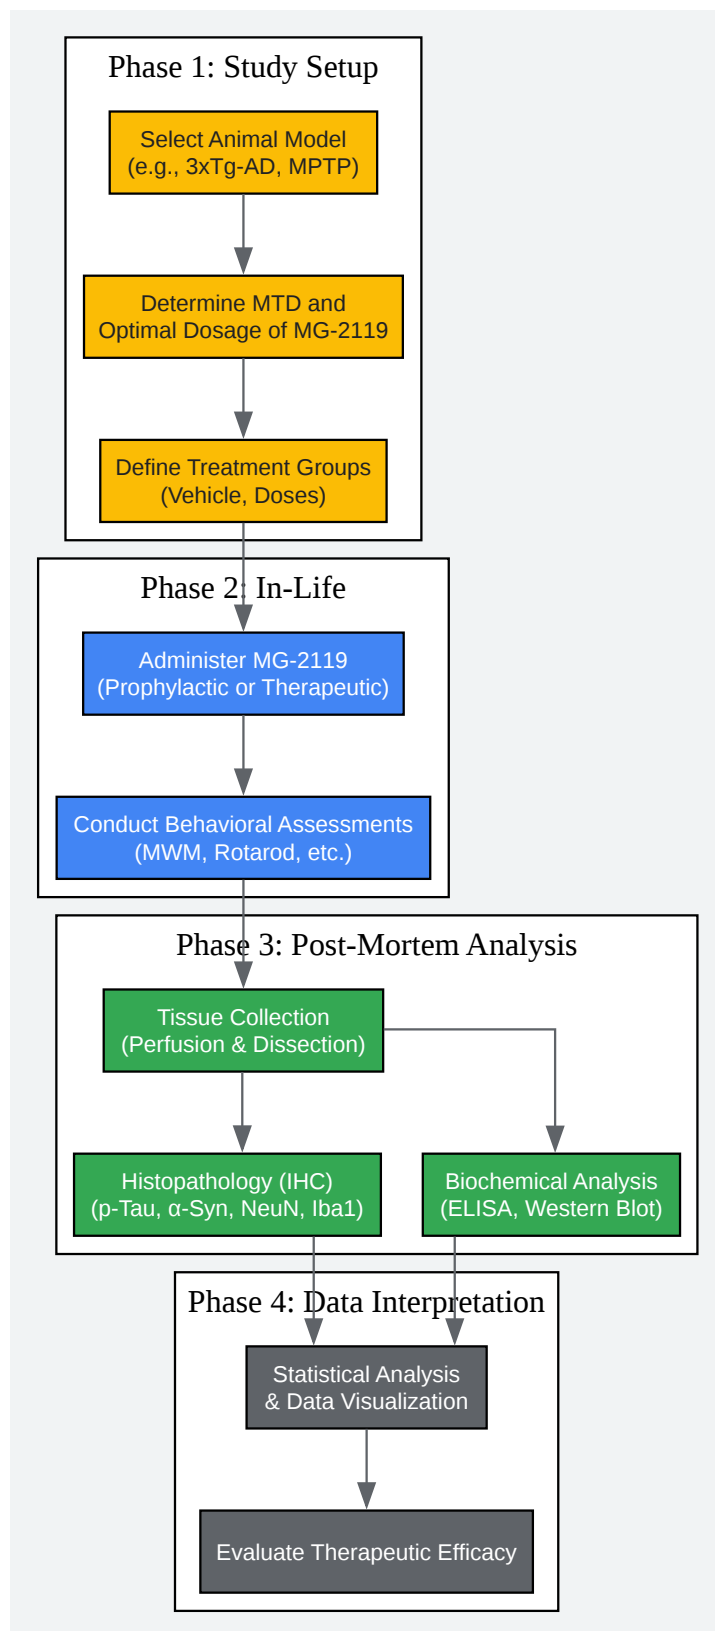 Phase 1: Study Setup
Select Animal Model
(e.g., 3xTg-AD, MPTP)
Determine MTD and
Optimal Dosage of MG-2119
Define Treatment Groups
(Vehicle, Doses)
Phase 2: In-Life
Administer MG-2119
(Prophylactic or Therapeutic)
Conduct Behavioral Assessments
(MWM, Rotarod, etc.)
Phase 3: Post-Mortem Analysis
Tissue Collection
(Perfusion & Dissection)
Histopathology (IHC)
(p-Tau, α-Syn, NeuN, Iba1)
Biochemical Analysis
(ELISA, Western Blot)
Phase 4: Data Interpretation
Statistical Analysis
& Data Visualization
Evaluate Therapeutic Efficacy